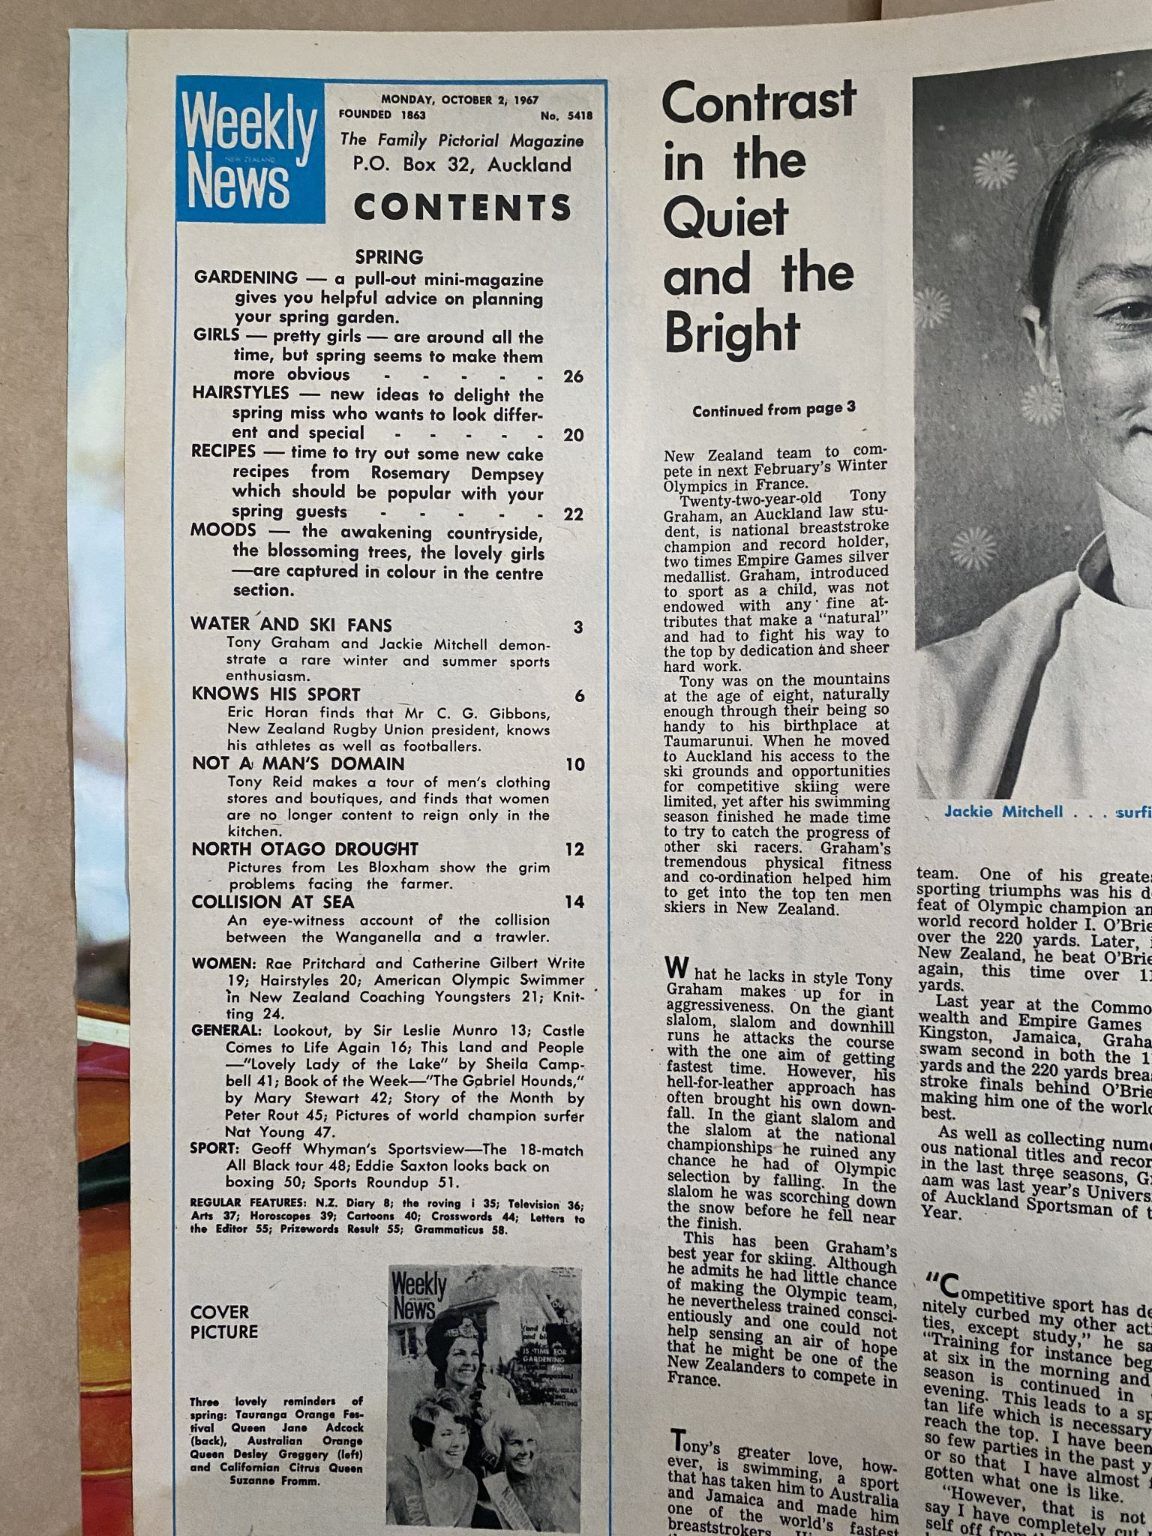 Weekly
NEW ZEALAND
News
MONDAY, OCTOBER 2, 1967
FOUNDED 1863 No. 5418
The Family Pictorial Magazine
P.O. Box 32, Auckland
CONTENTS
SPRING
GARDENING — a pull-out mini-magazine
gives you helpful advice on planning
your spring garden.
GIRLS — pretty girls — are around all the
time, but spring seems to make them
more obvious - - - - - 26
HAIRSTYLES — new ideas to delight the
spring miss who wants to look differ-
ent and special - - - - - 20
RECIPES — time to try out some new cake
recipes from Rosemary Dempsey
which should be popular with your
spring guests - - - - - 22
MOODS — the awakening countryside,
the blossoming trees, the lovely girls
—are captured in colour in the centre
section.
WATER AND SKI FANS 3
Tony Graham and Jackie Mitchell demon-
strate a rare winter and summer sports
enthusiasm.
KNOWS HIS SPORT 6
Eric Horan finds that Mr C. G. Gibbons,
New Zealand Rugby Union president, knows
his athletes as well as footballers.
NOT A MAN'S DOMAIN 10
Tony Reid makes a tour of men's clothing
stores and boutiques, and finds that women
are no longer content to reign only in the
kitchen.
NORTH OTAGO DROUGHT 12
Pictures from Les Bloxham show the grim
problems facing the farmer.
COLLISION AT SEA 14
An eye-witness account of the collision
between the Wanganella and a trawler.
WOMEN: Rae Pritchard and Catherine Gilbert Write
19; Hairstyles 20; American Olympic Swimmer
in New Zealand Coaching Youngsters 21; Knit-
ting 24.
GENERAL: Lookout, by Sir Leslie Munro 13; Castle
Comes to Life Again 16; This Land and People
—"Lovely Lady of the Lake" by Sheila Camp-
bell 41; Book of the Week—"The Gabriel Hounds,"
by Mary Stewart 42; Story of the Month by
Peter Rout 45; Pictures of world champion surfer
Nat Young 47.
SPORT: Geoff Whyman's Sportsview—The 18-match
All Black tour 48; Eddie Saxton looks back on
boxing 50; Sports Roundup 51.
REGULAR FEATURES: N.Z. Diary 8; the roving i 35; Television 36;
Arts 37; Horoscopes 39; Cartoons 40; Crosswords 44; Letters to
the Editor 55; Prizewords Result 55; Grammaticus 58.
COVER
PICTURE
Three lovely reminders of
spring: Tauranga Orange Fes-
tival Queen Jane Adcock
(back), Australian Orange
Queen Desley Greggery (left)
and Californian Citrus Queen
Suzanne Fromm.
Weekly
News
IS TIME FOR
GARDENING
Contrast
in the
Quiet
and the
Bright
Continued from page 3
New Zealand team to com-
pete in next February's Winter
Olympics in France.
Twenty-two-year-old Tony
Graham, an Auckland law stu-
dent, is national breaststroke
champion and record holder,
two times Empire Games silver
medallist. Graham, introduced
to sport as a child, was not
endowed with any fine at-
tributes that make a "natural"
and had to fight his way to
the top by dedication and sheer
hard work.
Tony was on the mountains
at the age of eight, naturally
enough through their being so
handy to his birthplace at
Taumarunui. When he moved
to Auckland his access to the
ski grounds and opportunities
for competitive skiing were
limited, yet after his swimming
season finished he made time
to try to catch the progress of
other ski racers. Graham's
tremendous physical fitness
and co-ordination helped him
to get into the top ten men
skiers in New Zealand.
What he lacks in style Tony
Graham makes up for in
aggressiveness. On the giant
slalom, slalom and downhill
runs he attacks the course
with the one aim of getting
fastest time. However, his
hell-for-leather approach has
often brought his own down-
fall. In the giant slalom and
the slalom at the national
championships he ruined any
chance he had of Olympic
selection by falling. In the
slalom he was scorching down
the snow before he fell near
the finish.
This has been Graham's
best year for skiing. Although
he admits he had little chance
of making the Olympic team,
he nevertheless trained consci-
entiously and one could not
help sensing an air of hope
that he might be one of the
New Zealanders to compete in
France.
Tony's greater love, how-
ever, is swimming, a sport
that has taken him to Australia
and Jamaica and made him
one of the world's fastest
breaststrokers.
Jackie Mitchell . . . surfi
team. One of his greates
sporting triumphs was his d
feat of Olympic champion an
world record holder I. O'Brie
over the 220 yards. Later, i
New Zealand, he beat O'Brie
again, this time over 11
yards.
Last year at the Commo
wealth and Empire Games
Kingston, Jamaica, Graha
swam second in both the 1
yards and the 220 yards brea
stroke finals behind O'Brie
making him one of the world
best.
As well as collecting nume
ous national titles and recor
in the last three seasons, G
nam was last year's Univers
of Auckland Sportsman of t
Year.
"Competitive sport has de
nitely curbed my other acti
ties, except study," he sa
"Training for instance beg
at six in the morning and
season is continued in
evening. This leads to a sp
tan life which is necessary
reach the top. I have been
so few parties in the past y
or so that I have almost f
gotten what one is like.
"However, that is not
say I have completely cut
self off from